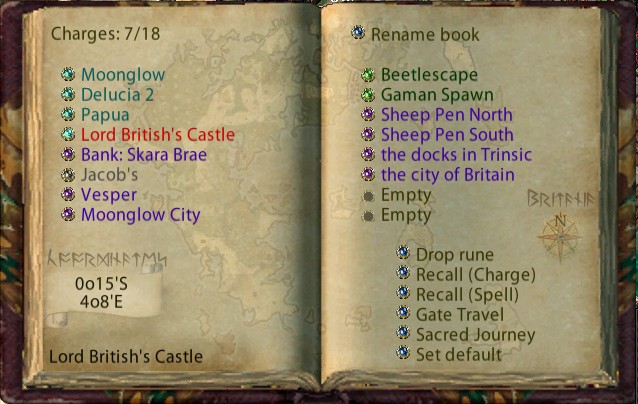 Charges: 7/18
Moonglow
Delucia 2
Papua
Lord British's Castle
Bank: Skara Brae
Jacob's
Vesper
Moonglow City
ᚲᚩᚩᚱᛞᛁᚾᚪᛏᛖᛋ
0o15'S
4o8'E
Lord British's Castle
Rename book
Beetlescape
Gaman Spawn
Sheep Pen North
Sheep Pen South
the docks in Trinsic
the city of Britain
Empty
Empty
N
Drop rune
Recall (Charge)
Recall (Spell)
Gate Travel
Sacred Journey
Set default